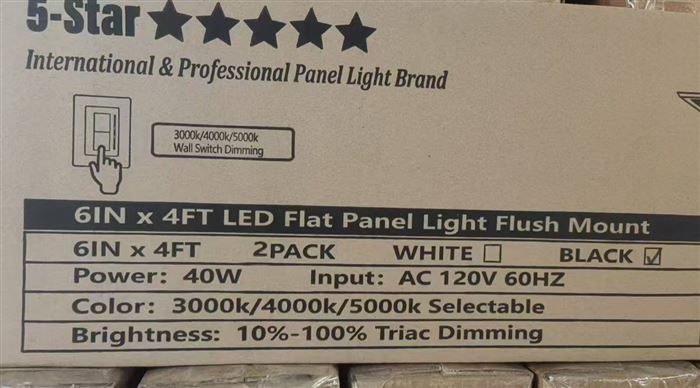 5-Star ★★★★★
International & Professional Panel Light Brand
3000k/4000k/5000k
Wall Switch Dimming
6IN x 4FT LED Flat Panel Light Flush Mount
6IN x 4FT 2PACK WHITE ☐ BLACK ☑
Power: 40W Input: AC 120V 60HZ
Color: 3000k/4000k/5000k Selectable
Brightness: 10%-100% Triac Dimming